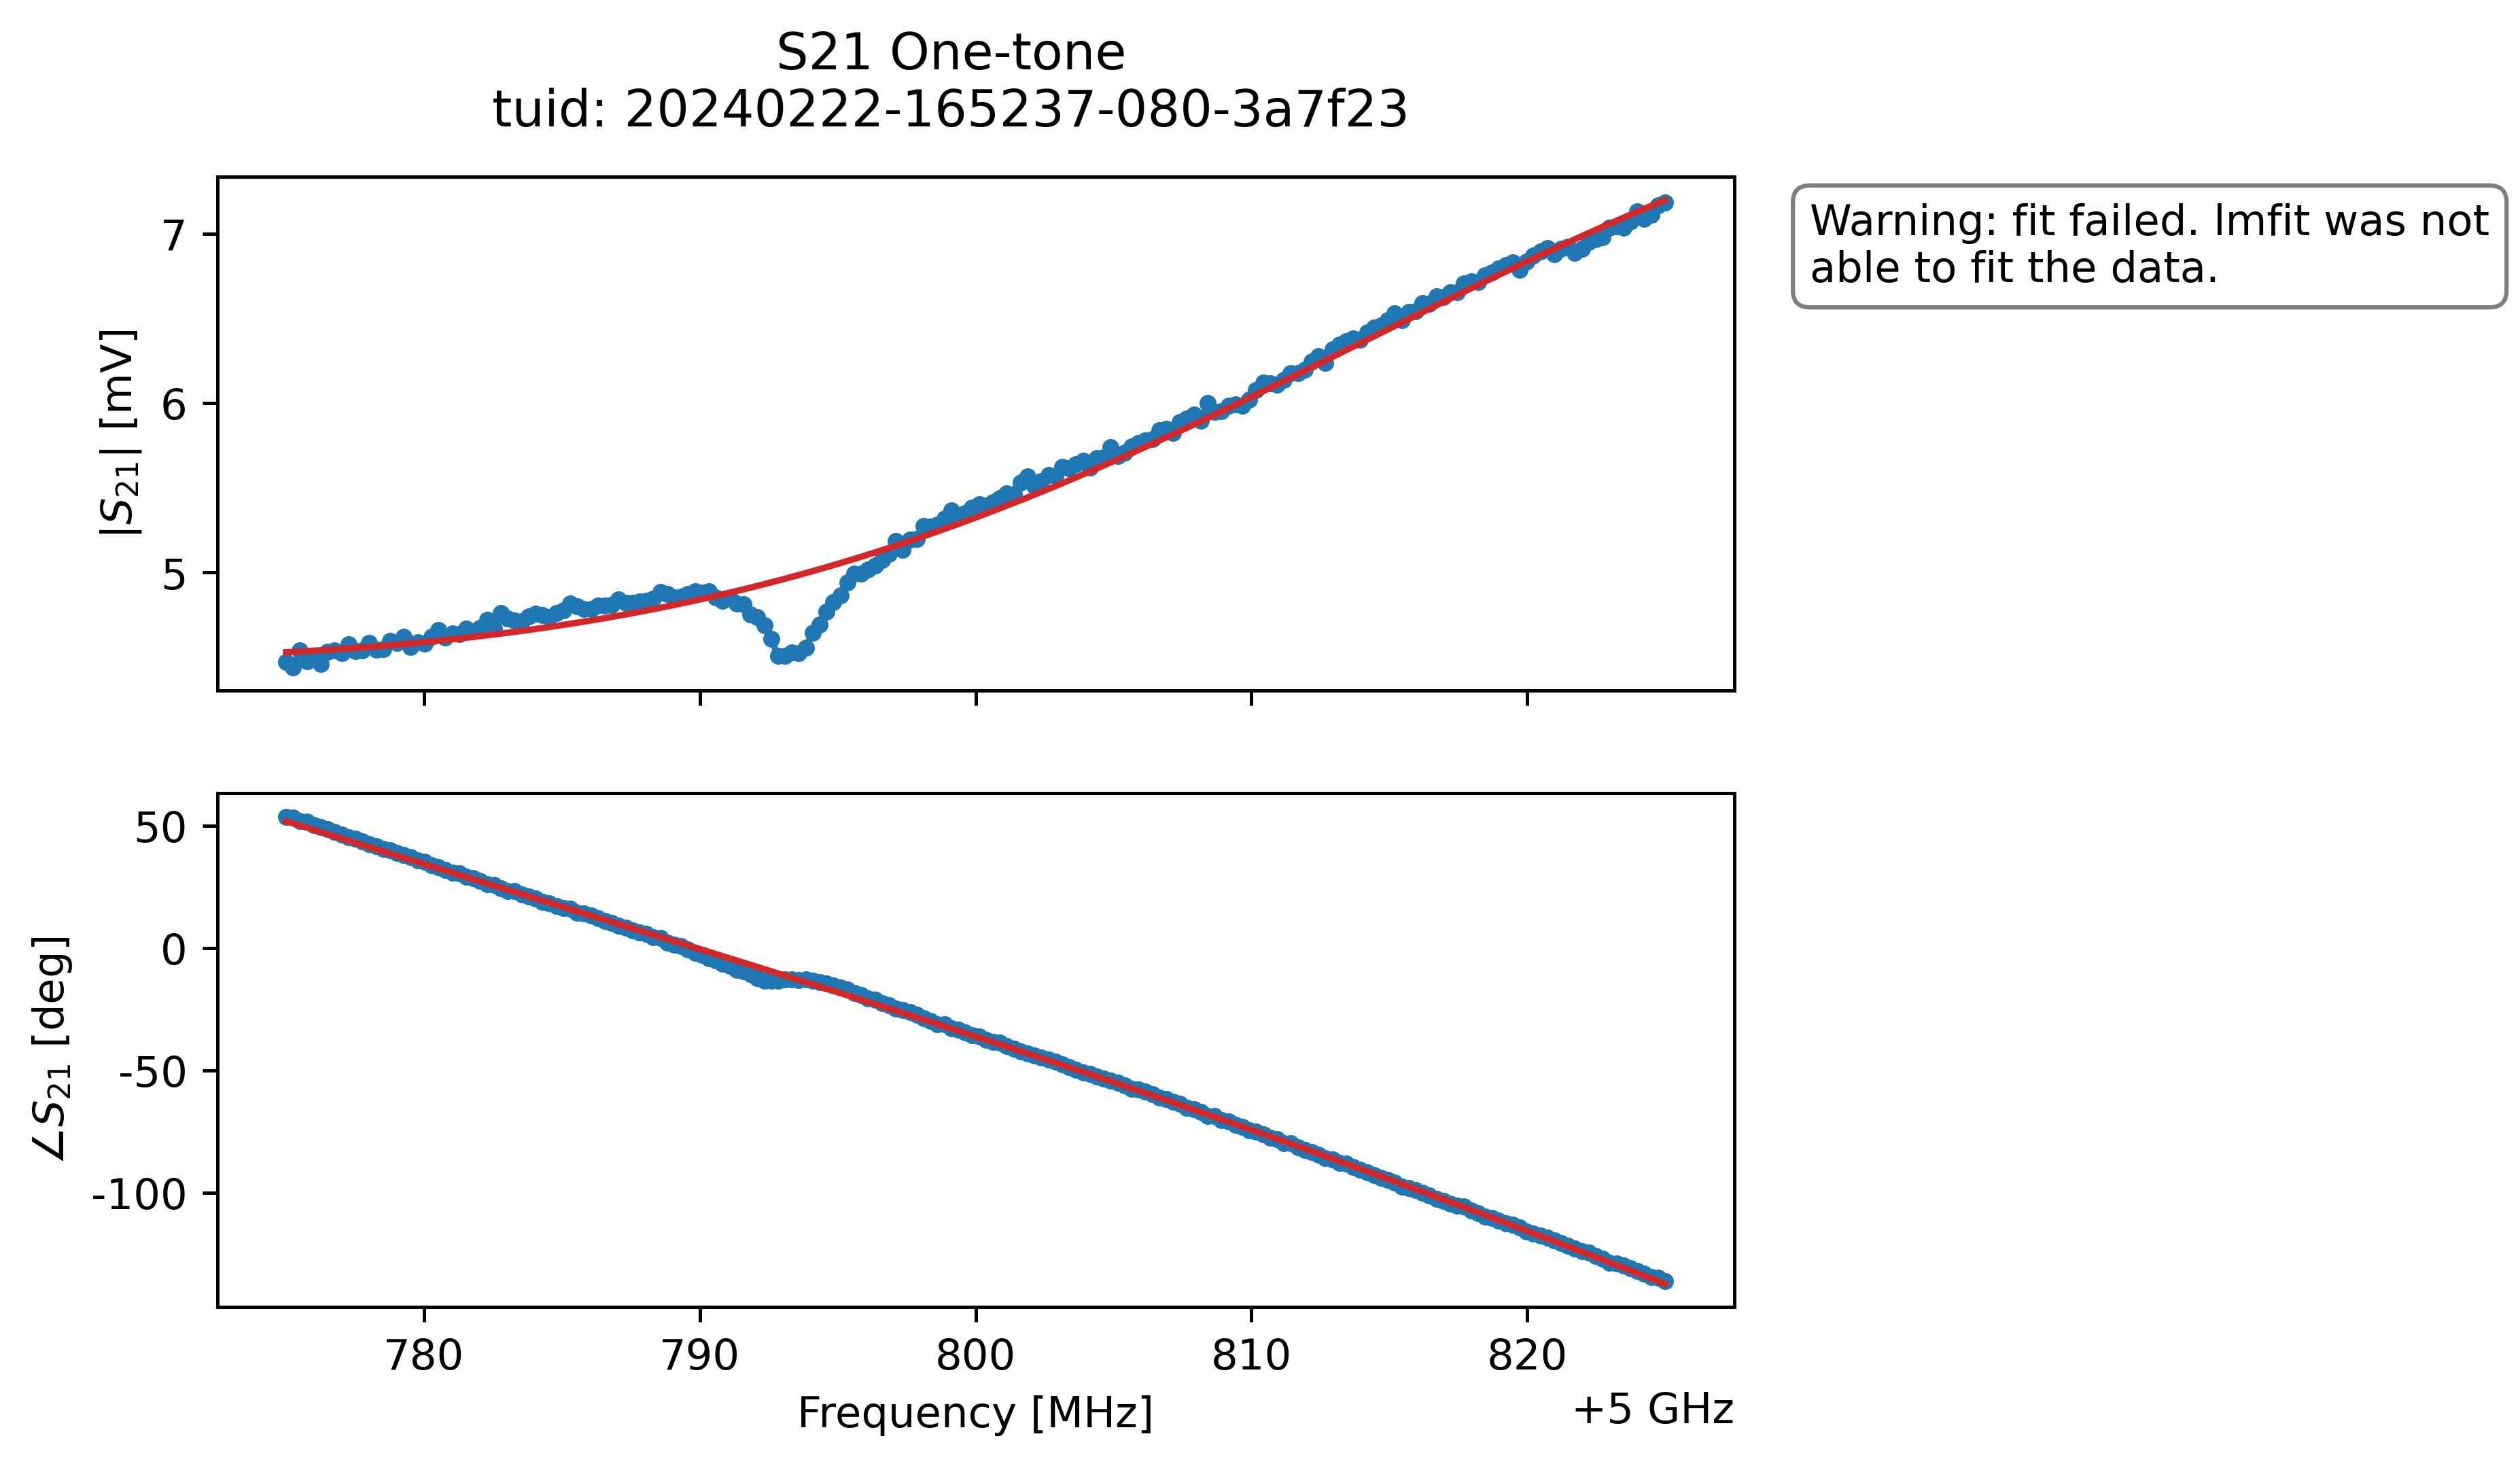 S21 One-tone
tuid: 20240222-165237-080-3a7f23
|S21| [mV]
7
6
5
Warning: fit failed. lmfit was not
able to fit the data.
∠S21 [deg]
50
0
-50
-100
780 790 800 810 820
Frequency [MHz]
+5 GHz